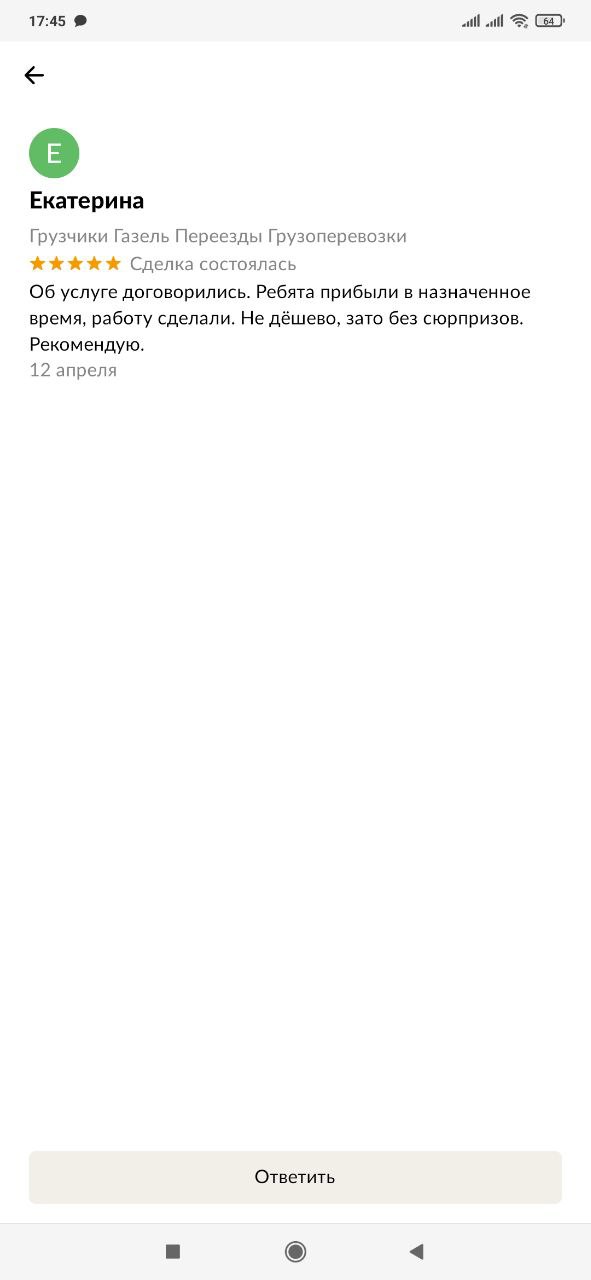 17:45
64
E
Екатерина
Грузчики Газель Переезды Грузоперевозки
Сделка состоялась
Об услуге договорились. Ребята прибыли в назначенное
время, работу сделали. Не дёшево, зато без сюрпризов.
Рекомендую.
12 апреля
Ответить